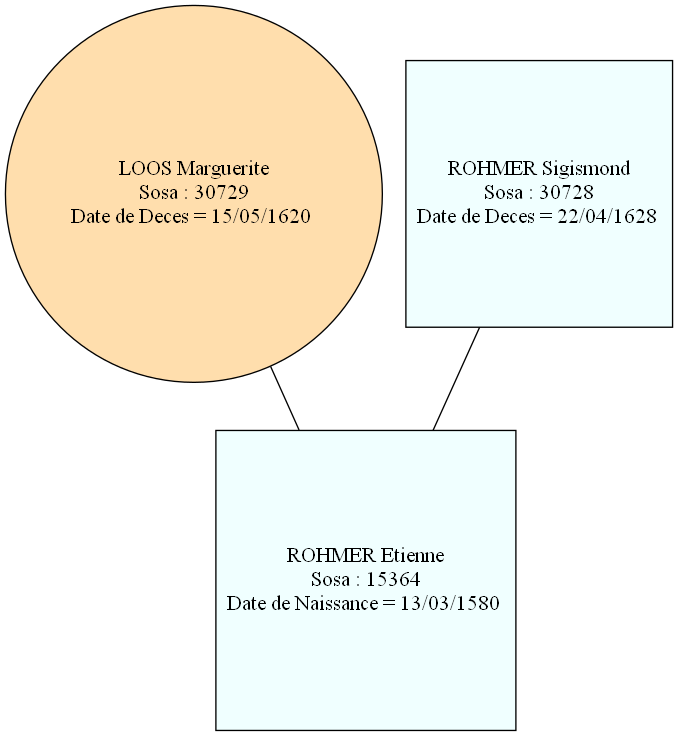 LOOS Marguerite
Sosa : 30729
Date de Deces = 15/05/1620
ROHMER Sigismond
Sosa : 30728
Date de Deces = 22/04/1628
ROHMER Etienne
Sosa : 15364
Date de Naissance = 13/03/1580